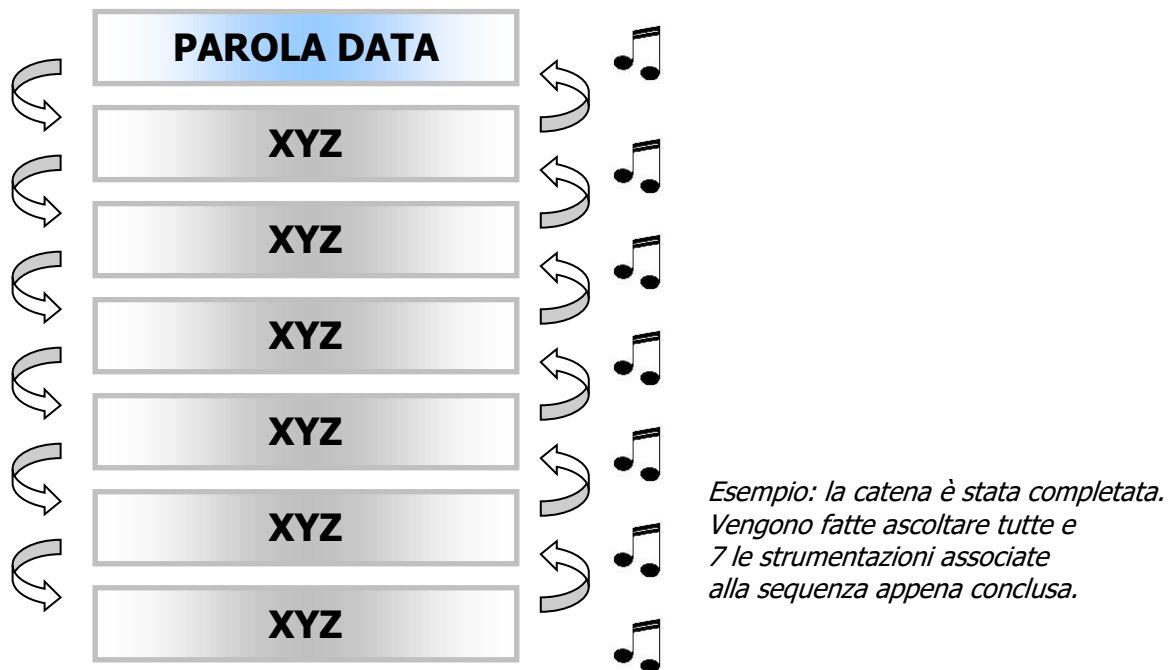 PAROLA DATA
XYZ
XYZ
XYZ
XYZ
XYZ
XYZ
Esempio: la catena è stata completata.
Vengono fatte ascoltare tutte e
7 le strumentazioni associate
alla sequenza appena conclusa.